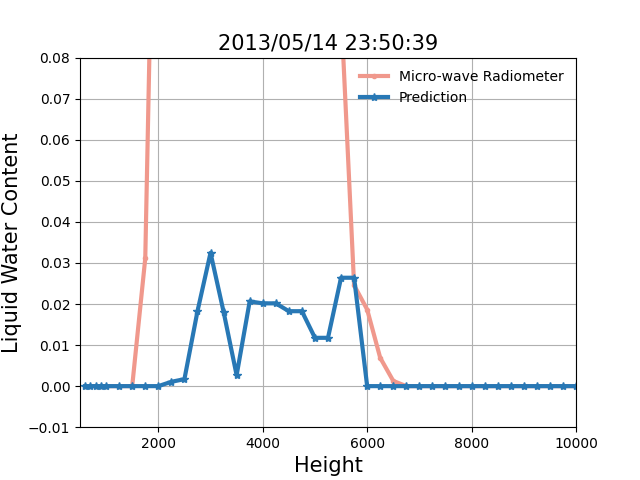 2013/05/14 23:50:39
Micro-wave Radiometer
Prediction
Liquid Water Content
0.08
0.07
0.06
0.05
0.04
0.03
0.02
0.01
0.00
−0.01
2000 4000 6000 8000 10000
Height